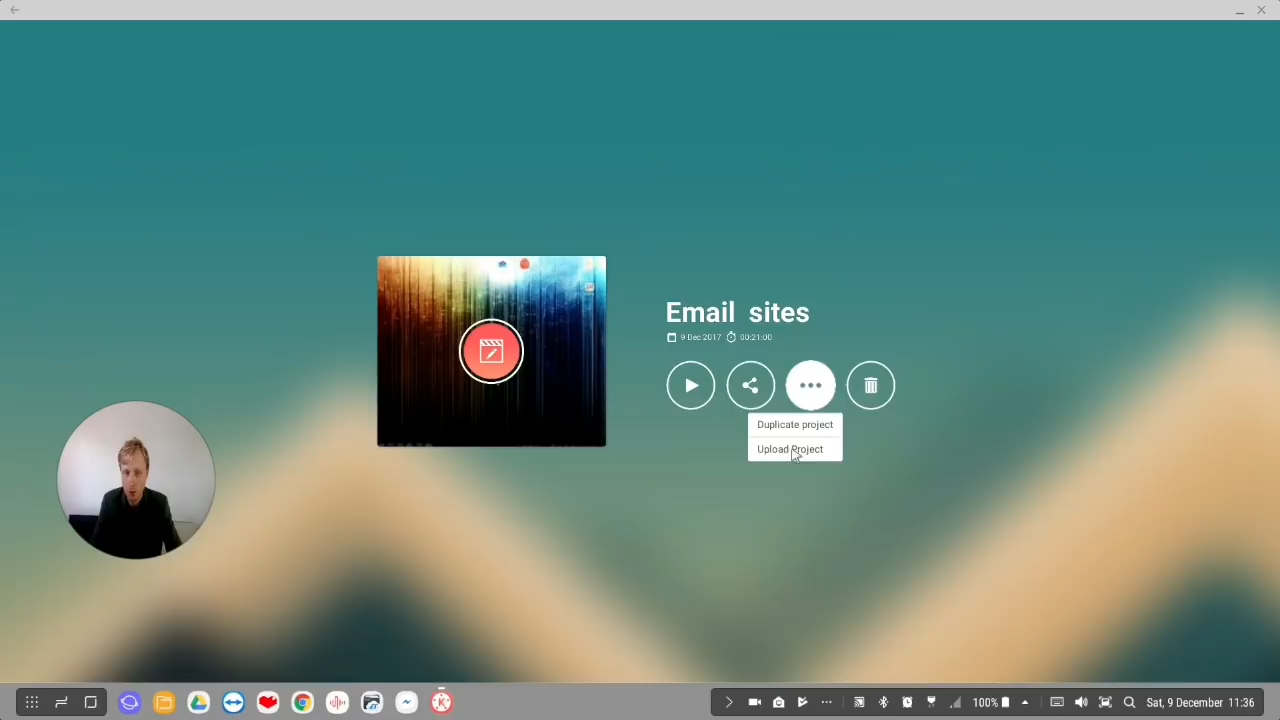 Email sites
9 Dec 2017 00:21:00
Duplicate project
Upload Project
100%
Sat, 9 December 11:36